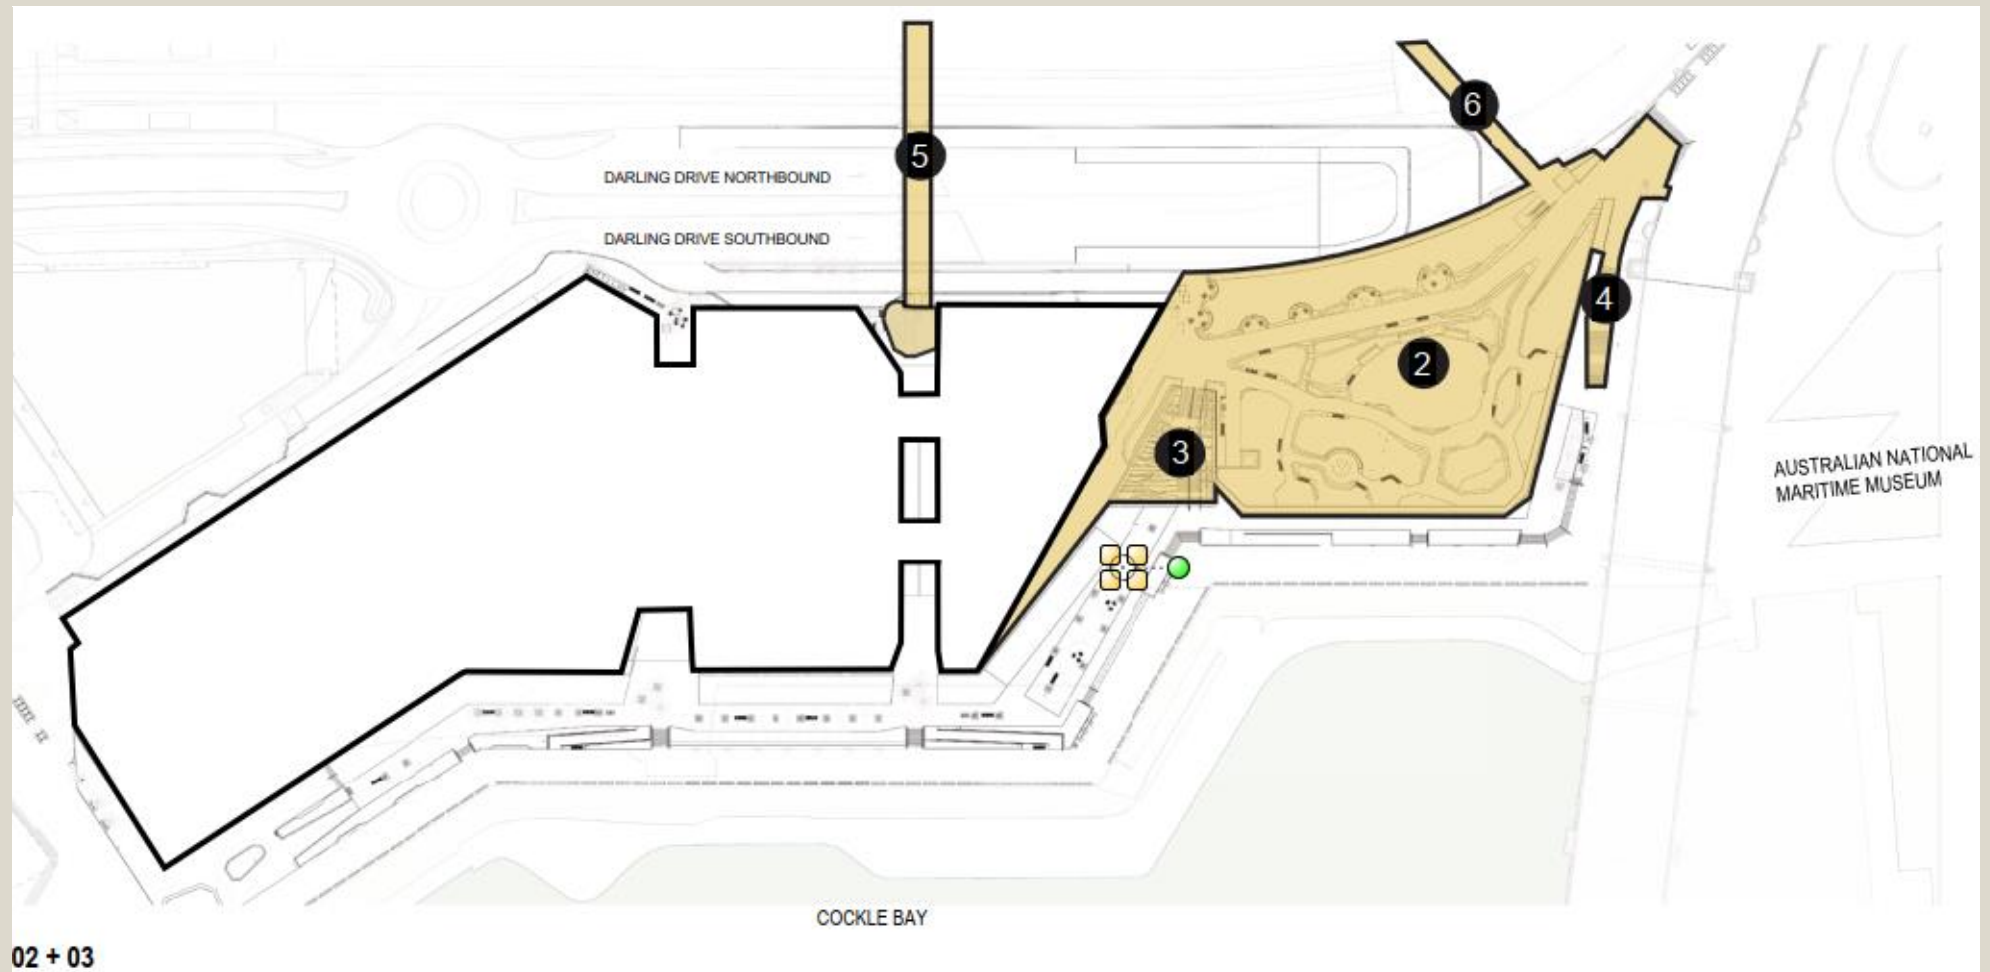 5
6
DARLING DRIVE NORTHBOUND
DARLING DRIVE SOUTHBOUND
4
2
3
AUSTRALIAN NATIONAL
MARITIME MUSEUM
COCKLE BAY
02 + 03